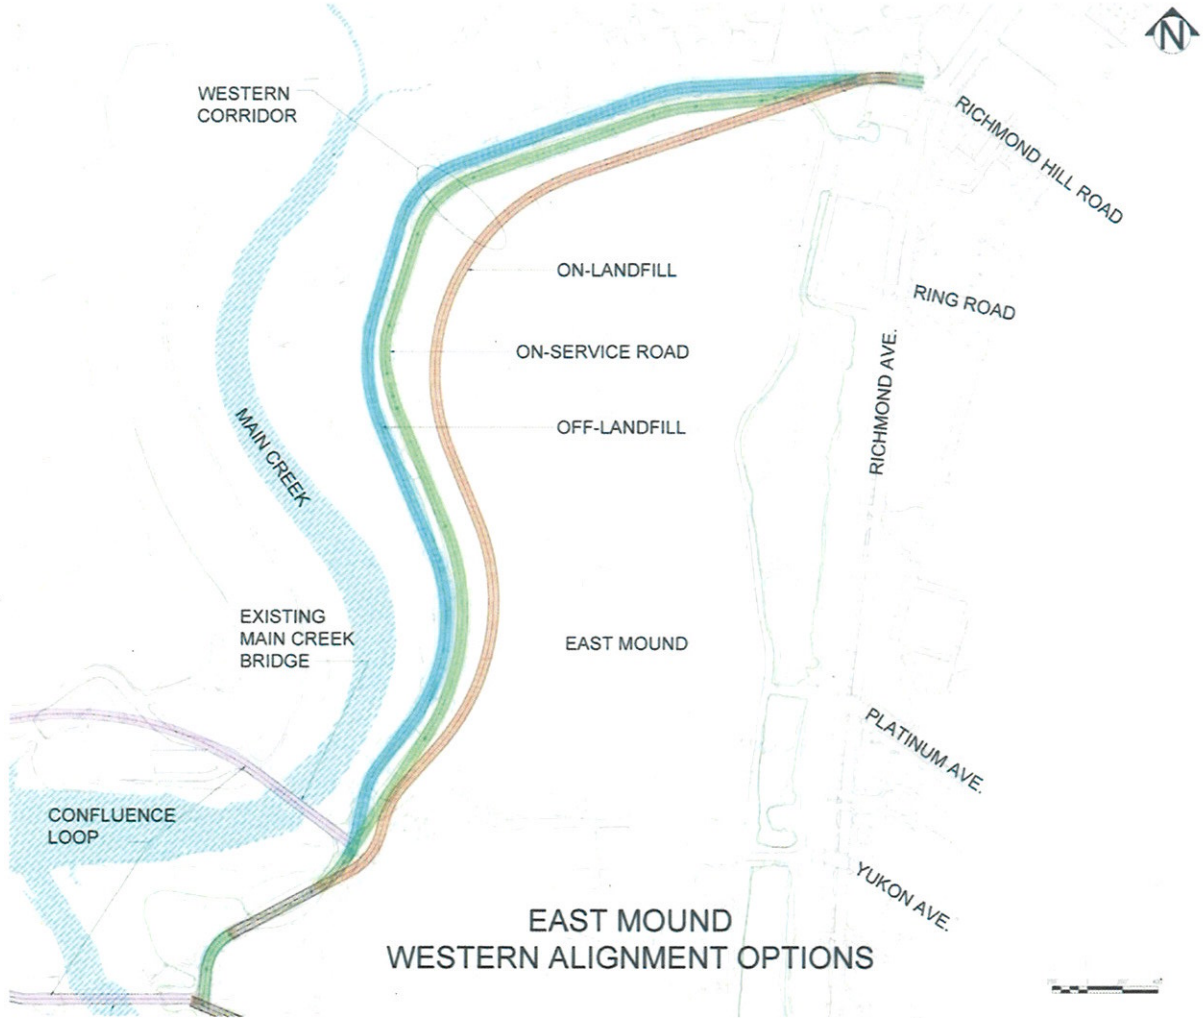 N
WESTERN
CORRIDOR
RICHMOND HILL ROAD
ON-LANDFILL
RING ROAD
ON-SERVICE ROAD
RICHMOND AVE.
OFF-LANDFILL
MAIN CREEK
EXISTING
MAIN CREEK
BRIDGE
EAST MOUND
PLATINUM AVE.
CONFLUENCE
LOOP
YUKON AVE.
EAST MOUND
WESTERN ALIGNMENT OPTIONS